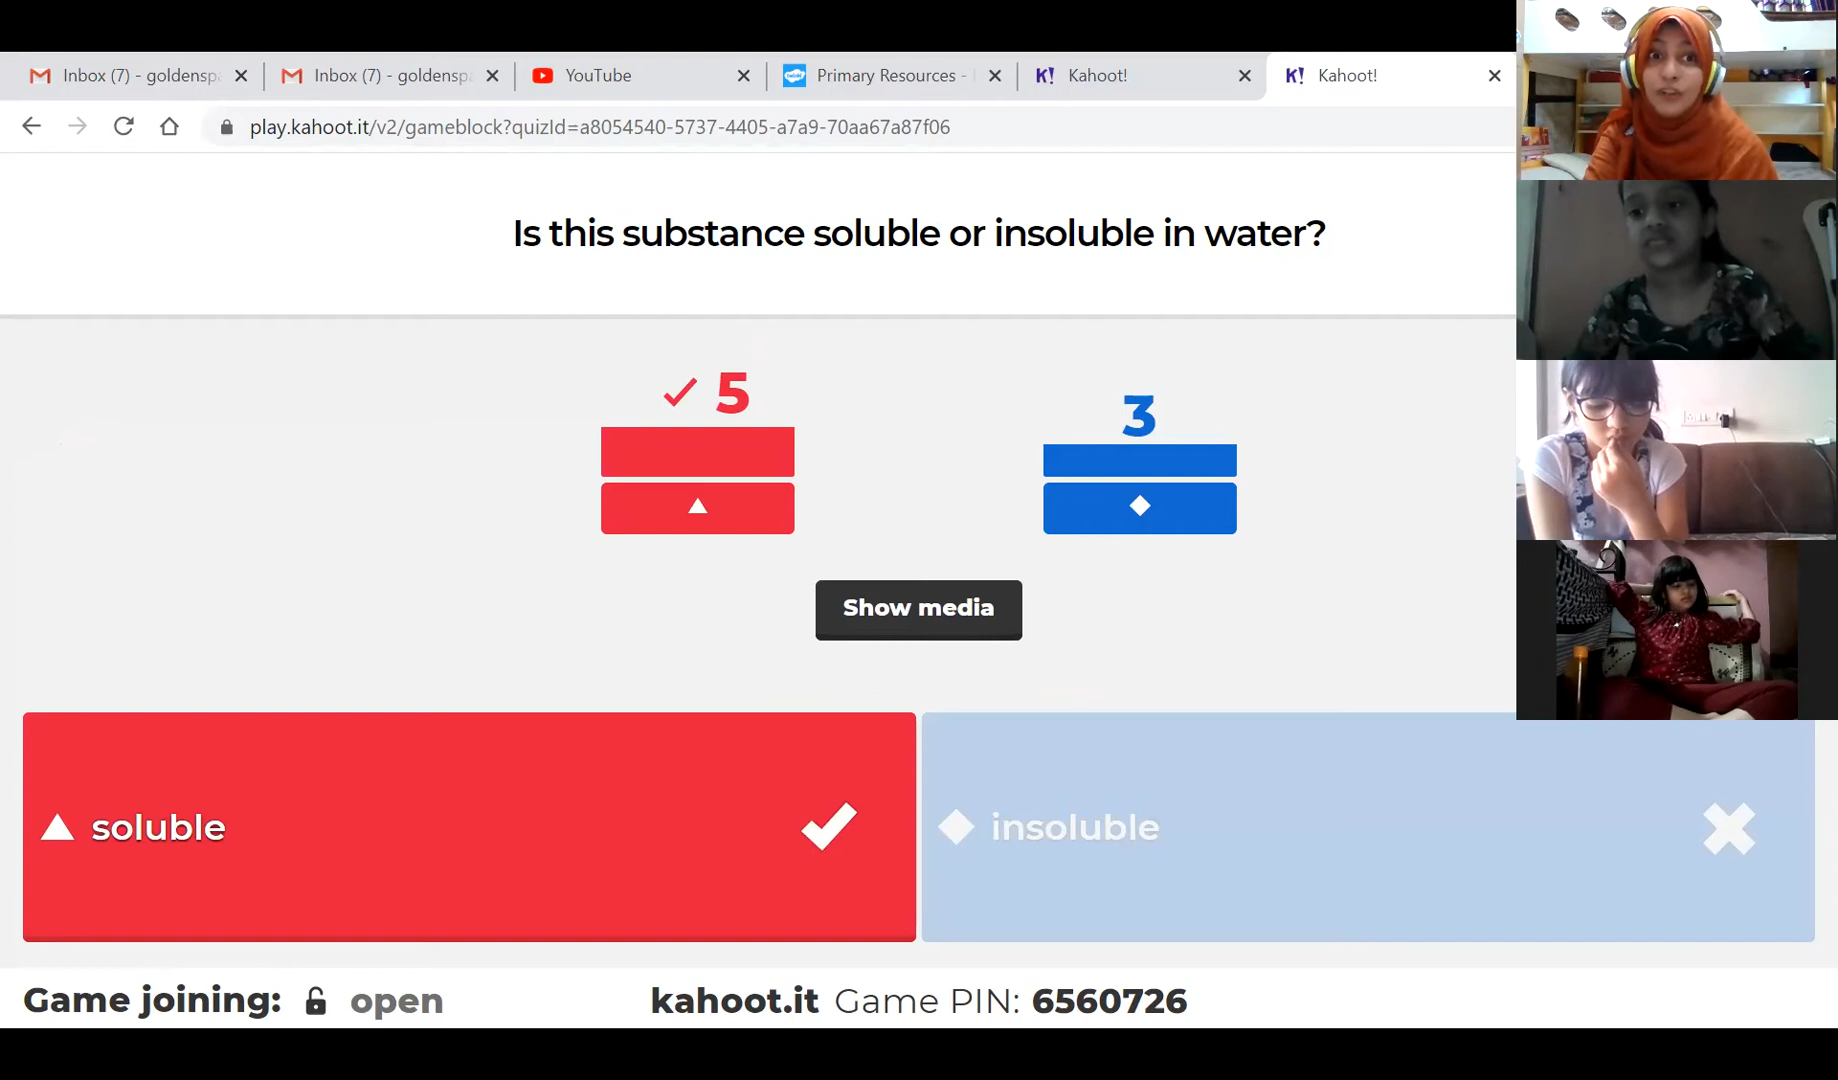 Inbox (7) - goldenspa
Inbox (7) - goldenspa
YouTube
Primary Resources -
K! Kahoot!
K! Kahoot!
play.kahoot.it/v2/gameblock?quizId=a8054540-5737-4405-a7a9-70aa67a87f06
Is this substance soluble or insoluble in water?
5
3
Show media
soluble
insoluble
Game joining: open
kahoot.it Game PIN: 6560726